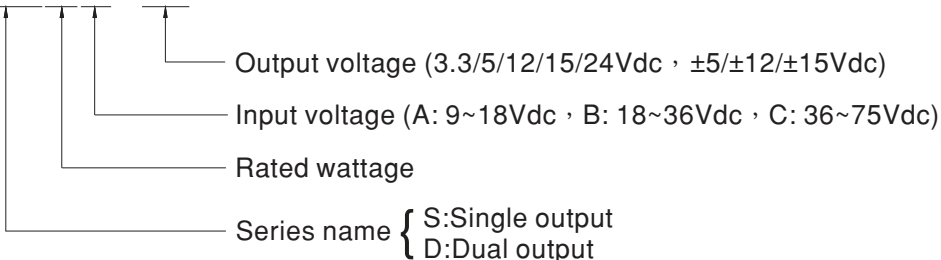 Output voltage (3.3/5/12/15/24Vdc，±5/±12/±15Vdc)
Input voltage (A: 9~18Vdc，B: 18~36Vdc，C: 36~75Vdc)
Rated wattage
Series name { S:Single output
D:Dual output